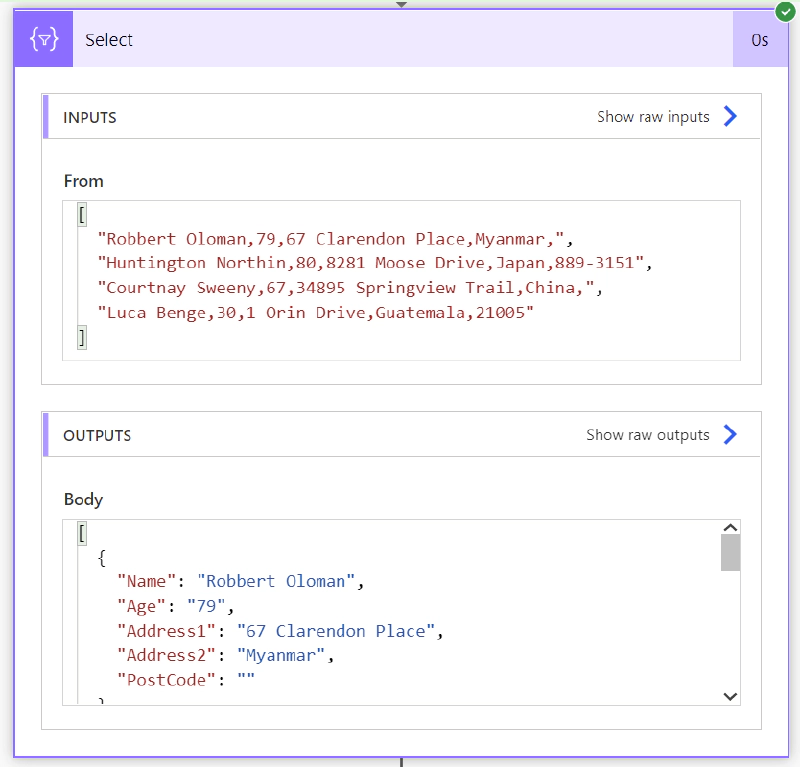 Select
0s
INPUTS
Show raw inputs
From
[
"Robbert Oloman,79,67 Clarendon Place,Myanmar,",
"Huntington Northin,80,8281 Moose Drive,Japan,889-3151",
"Courtnay Sweeny,67,34895 Springview Trail,China,",
"Luca Benge,30,1 Orin Drive,Guatemala,21005"
]
OUTPUTS
Show raw outputs
Body
[
{
"Name": "Robbert Oloman",
"Age": "79",
"Address1": "67 Clarendon Place",
"Address2": "Myanmar",
"PostCode": ""
}